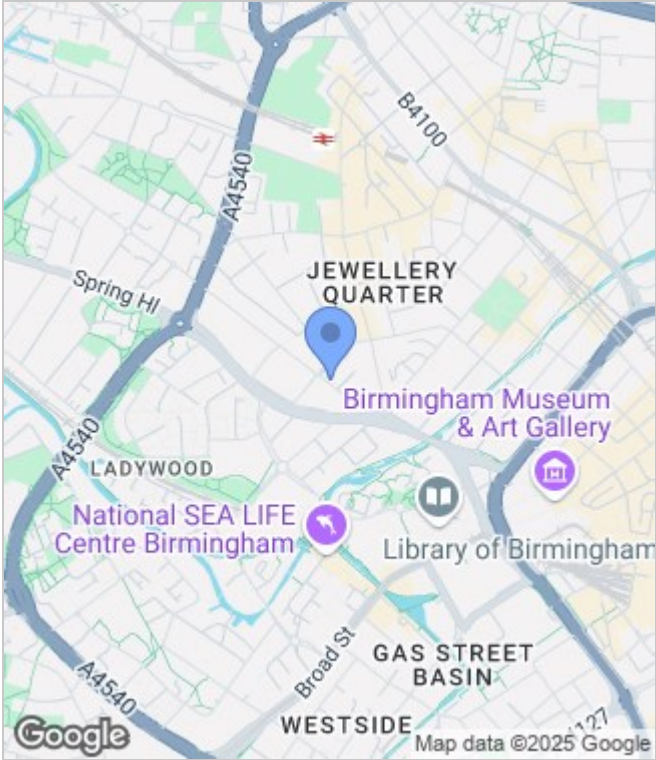 B4100
A4540
JEWELLERY
QUARTER
Spring Hl
Birmingham Museum
& Art Gallery
A4540
LADYWOOD
National SEA LIFE
Centre Birmingham
Library of Birmingham
Broad St
GAS STREET
BASIN
A4540
WESTSIDE
Google
Map data ©2025 Google